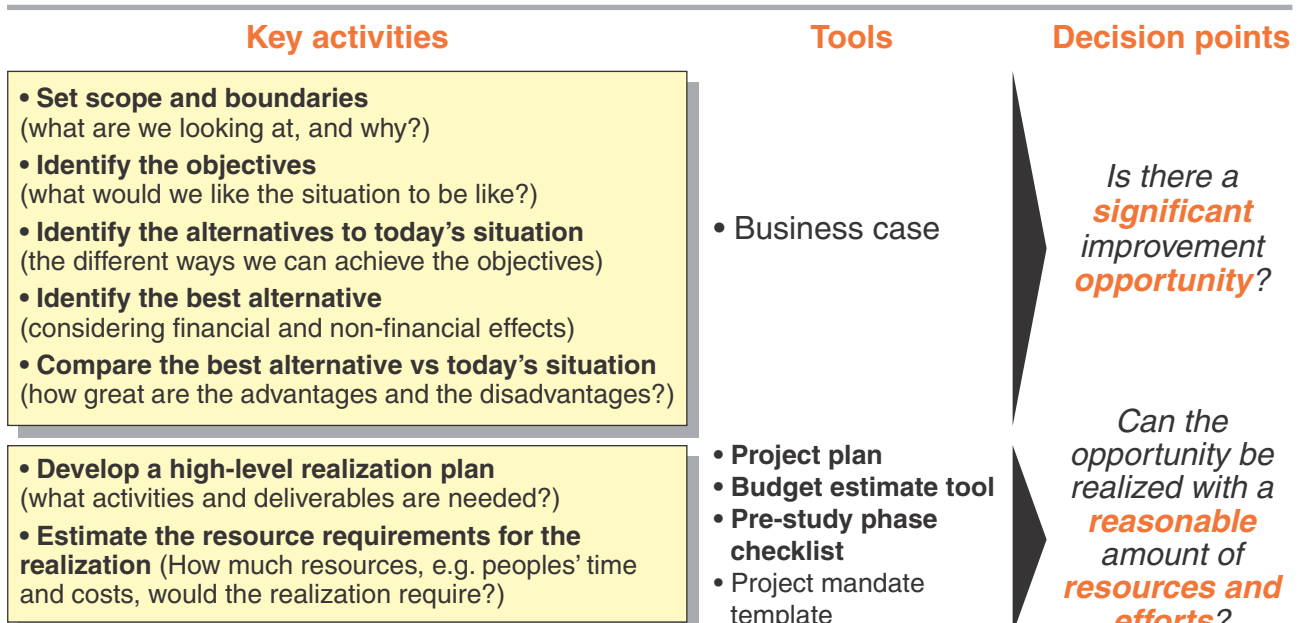 Key activities
Tools
Decision points
• Set scope and boundaries
(what are we looking at, and why?)
• Identify the objectives
(what would we like the situation to be like?)
• Identify the alternatives to today’s situation
(the different ways we can achieve the objectives)
• Identify the best alternative
(considering financial and non-financial effects)
• Compare the best alternative vs today’s situation
(how great are the advantages and the disadvantages?)
• Business case
Is there a
significant
improvement
opportunity?
• Develop a high-level realization plan
(what activities and deliverables are needed?)
• Estimate the resource requirements for the
realization (How much resources, e.g. peoples’ time
and costs, would the realization require?)
• Project plan
• Budget estimate tool
• Pre-study phase
checklist
• Project mandate
template
Can the
opportunity be
realized with a
reasonable
amount of
resources and
efforts?